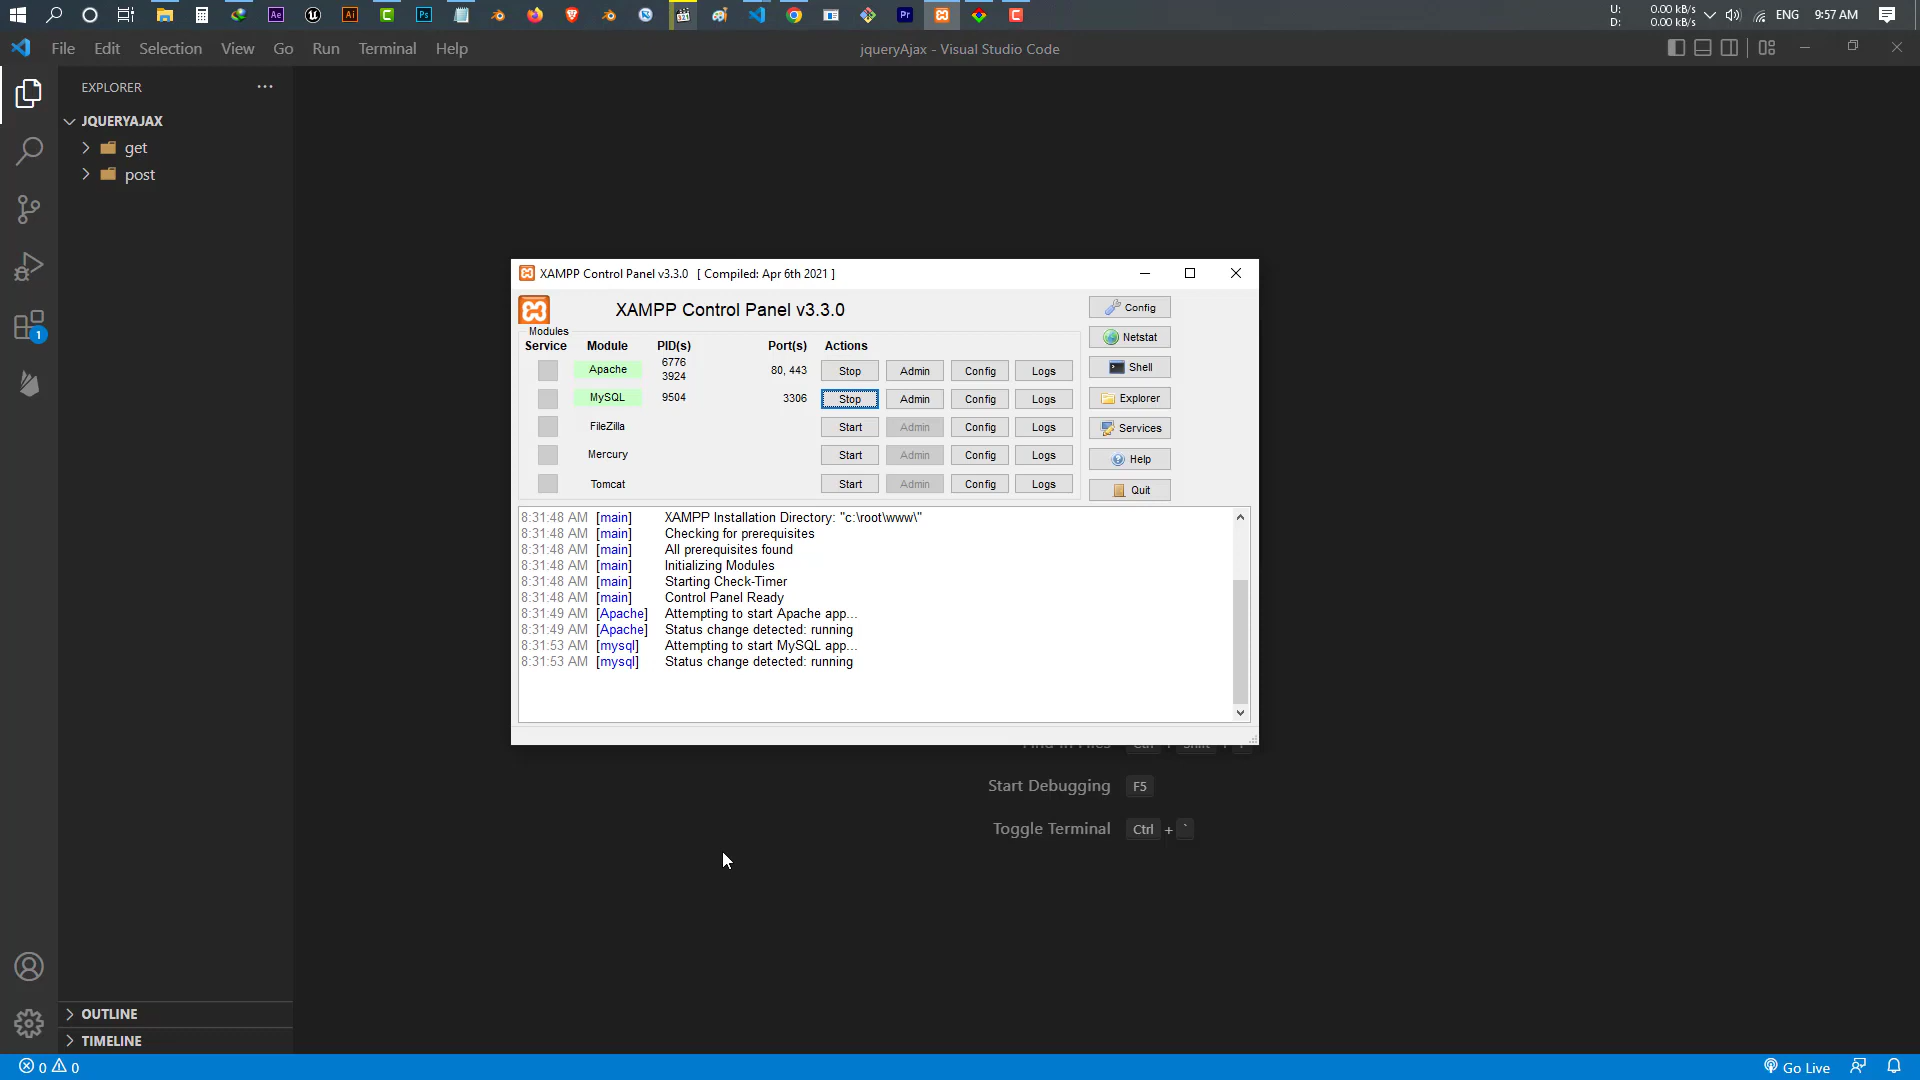 U: 0.00 kB/s
D: 0.00 kB/s
ENG
9:57 AM
File Edit Selection View Go Run Terminal Help
jqueryAjax - Visual Studio Code
EXPLORER
JQUERYAJAX
get
post
1
XAMPP Control Panel v3.3.0 [ Compiled: Apr 6th 2021 ]
XAMPP Control Panel v3.3.0
Modules
Service Module PID(s) Port(s) Actions
Apache 6776 3924 80, 443 Stop Admin Config Logs
MySQL 9504 3306 Stop Admin Config Logs
FileZilla Start Admin Config Logs
Mercury Start Admin Config Logs
Tomcat Start Admin Config Logs
Config
Netstat
Shell
Explorer
Services
Help
Quit
8:31:48 AM [main] XAMPP Installation Directory: "c:\root\www\"
8:31:48 AM [main] Checking for prerequisites
8:31:48 AM [main] All prerequisites found
8:31:48 AM [main] Initializing Modules
8:31:48 AM [main] Starting Check-Timer
8:31:48 AM [main] Control Panel Ready
8:31:49 AM [Apache] Attempting to start Apache app...
8:31:49 AM [Apache] Status change detected: running
8:31:53 AM [mysql] Attempting to start MySQL app...
8:31:53 AM [mysql] Status change detected: running
Start Debugging F5
Toggle Terminal Ctrl + `
OUTLINE
TIMELINE
0 0
Go Live